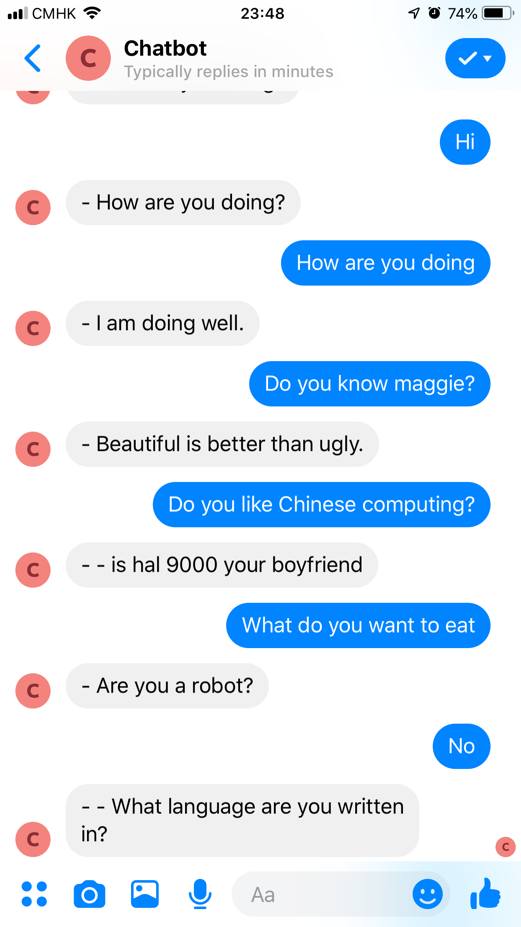 CMHK 23:48 74%
C Chatbot
Typically replies in minutes
Hi
C - How are you doing?
How are you doing
C - I am doing well.
Do you know maggie?
C - Beautiful is better than ugly.
Do you like Chinese computing?
C - - is hal 9000 your boyfriend
What do you want to eat
C - Are you a robot?
No
- - What language are you written
C in?
C
Aa